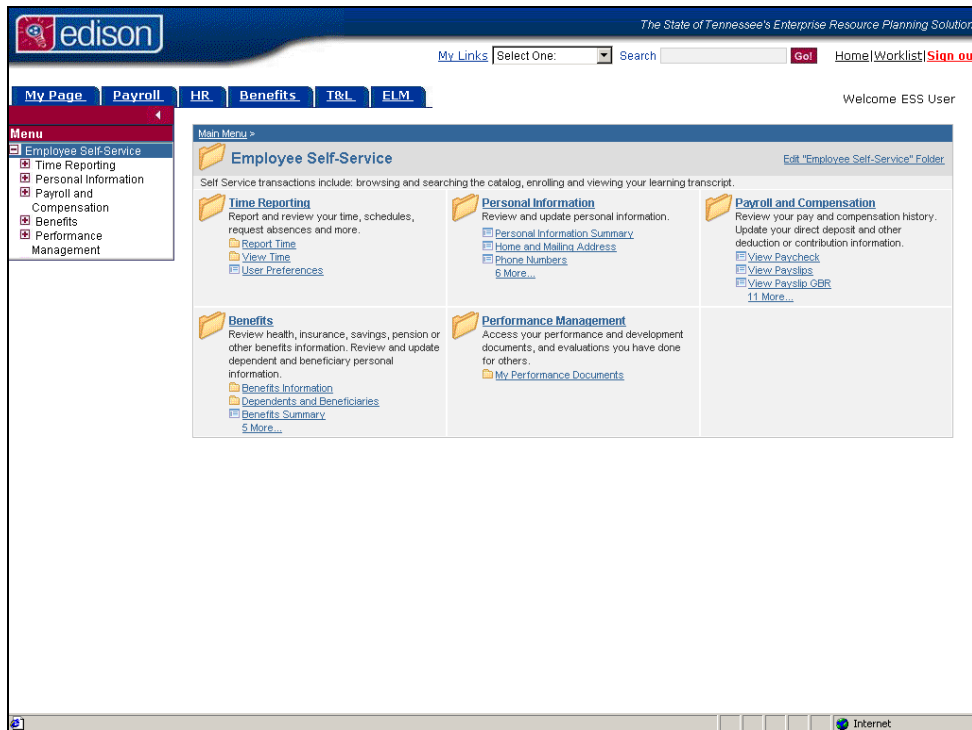 edison
The State of Tennessee's Enterprise Resource Planning Solution
My Links Select One: Search Go! Home|Worklist|Sign ou
My Page Payroll HR Benefits T&L ELM
Welcome ESS User
Menu
Employee Self-Service
Time Reporting
Personal Information
Payroll and
Compensation
Benefits
Performance
Management
Main Menu >
Employee Self-Service
Edit "Employee Self-Service" Folder
Self Service transactions include: browsing and searching the catalog, enrolling and viewing your learning transcript.
Time Reporting
Report and review your time, schedules,
request absences and more.
Report Time
View Time
User Preferences
Personal Information
Review and update personal information.
Personal Information Summary
Home and Mailing Address
Phone Numbers
6 More...
Payroll and Compensation
Review your pay and compensation history.
Update your direct deposit and other
deduction or contribution information.
View Paycheck
View Payslips
View Payslip GBR
11 More...
Benefits
Review health, insurance, savings, pension or
other benefits information. Review and update
dependent and beneficiary personal
information.
Benefits Information
Dependents and Beneficiaries
Benefits Summary
5 More...
Performance Management
Access your performance and development
documents, and evaluations you have done
for others.
My Performance Documents
Internet